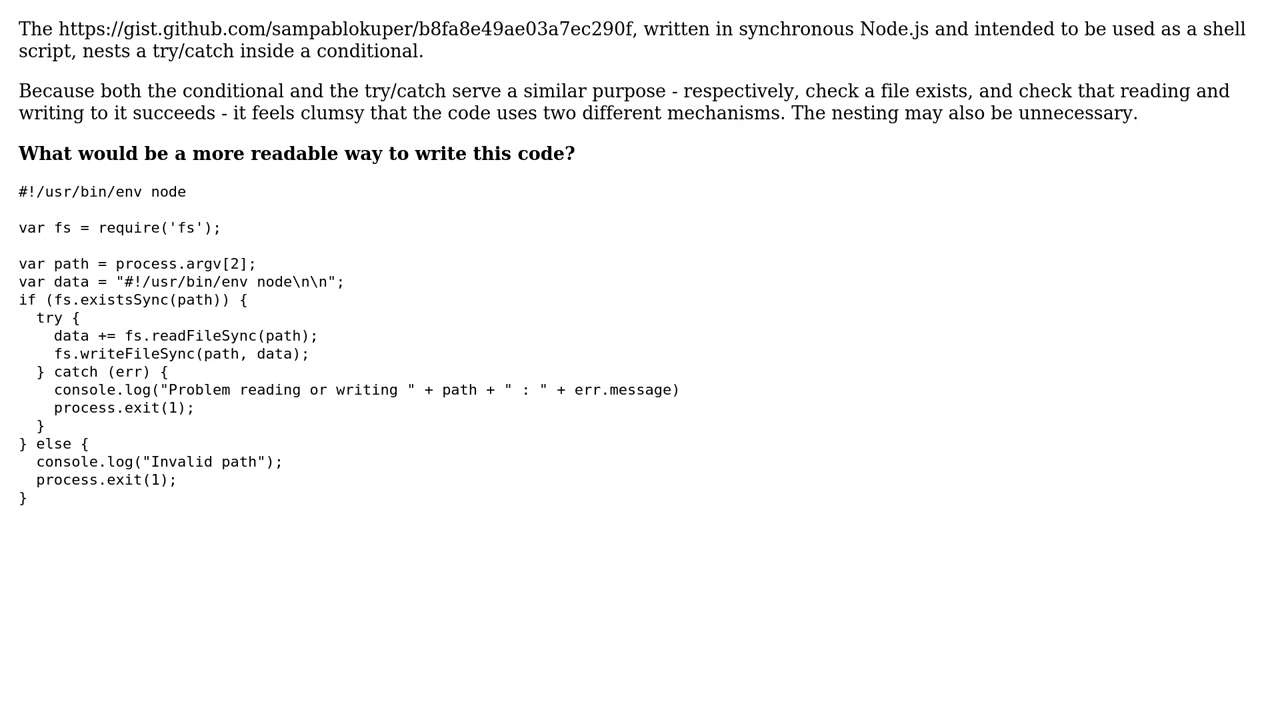 The https://gist.github.com/sampablokuper/b8fa8e49ae03a7ec290f, written in synchronous Node.js and intended to be used as a shell
script, nests a try/catch inside a conditional.
Because both the conditional and the try/catch serve a similar purpose - respectively, check a file exists, and check that reading and
writing to it succeeds - it feels clumsy that the code uses two different mechanisms. The nesting may also be unnecessary.
What would be a more readable way to write this code?
#!/usr/bin/env node
var fs = require('fs');
var path = process.argv[2];
var data = "#!/usr/bin/env node\n\n";
if (fs.existsSync(path)) {
  try {
    data += fs.readFileSync(path);
    fs.writeFileSync(path, data);
  } catch (err) {
    console.log("Problem reading or writing " + path + " : " + err.message)
    process.exit(1);
  }
} else {
  console.log("Invalid path");
  process.exit(1);
}